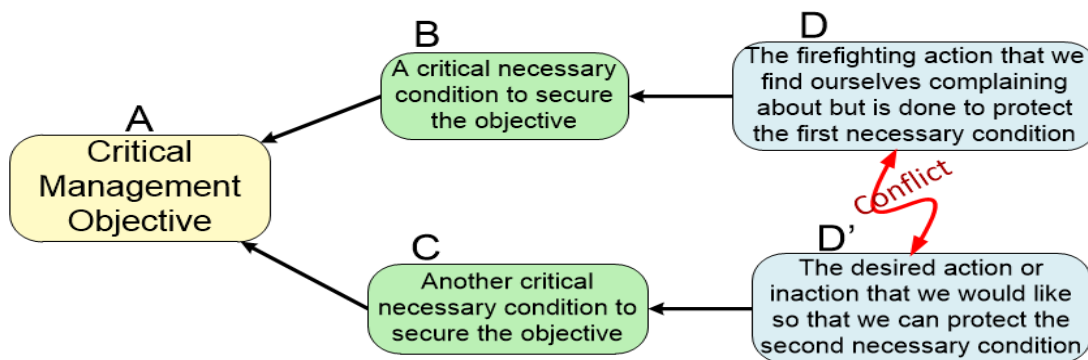 A
Critical
Management
Objective
B
A critical necessary
condition to secure
the objective
D
The firefighting action that we
find ourselves complaining
about but is done to protect
the first necessary condition
Conflict
C
Another critical
necessary condition to
secure the objective
D’
The desired action or
inaction that we would like
so that we can protect the
second necessary condition